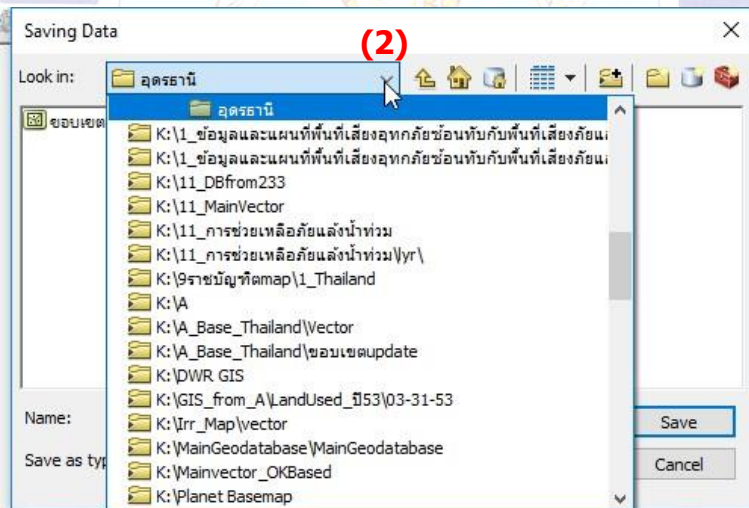 Saving Data
(2)
Look in:
อุดรธานี
อุดรธานี
ขอบเขต
K:\1_ข้อมูลและแผนที่พื้นที่เสี่ยงอุทกภัยซ้อนทับกับพื้นที่เสี่ยงภัยแ
K:\1_ข้อมูลและแผนที่พื้นที่เสี่ยงอุทกภัยซ้อนทับกับพื้นที่เสี่ยงภัยแ
K:\11_DBfrom233
K:\11_MainVector
K:\11_การช่วยเหลือภัยแล้งน้ำท่วม
K:\11_การช่วยเหลือภัยแล้งน้ำท่วม\lyr\
K:\9ราชบัญฑิตmap\1_Thailand
K:\A
K:\A_Base_Thailand\Vector
K:\A_Base_Thailand\ขอบเขตupdate
K:\DWR GIS
K:\GIS_from_A\LandUsed_ปี53\03-31-53
K:\Irr_Map\vector
K:\MainGeodatabase\MainGeodatabase
K:\Mainvector_OKBased
K:\Planet Basemap
Name:
Save
Save as typ
Cancel